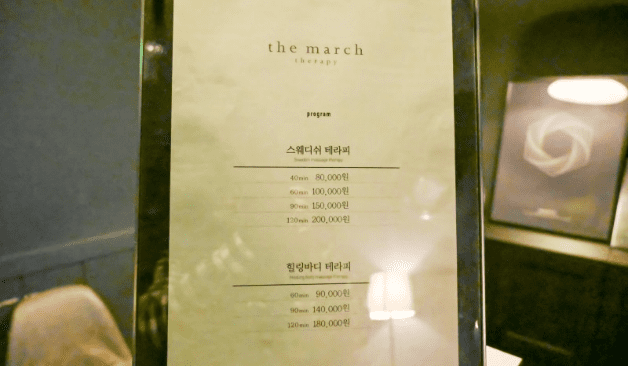 the march
therapy
program
스웨디쉬 테라피
40min 80,000원
60min 100,000원
90min 150,000원
200,000원
힐링바디 테라피
60min 90,000원
90min 140,000원
120min 180,000원